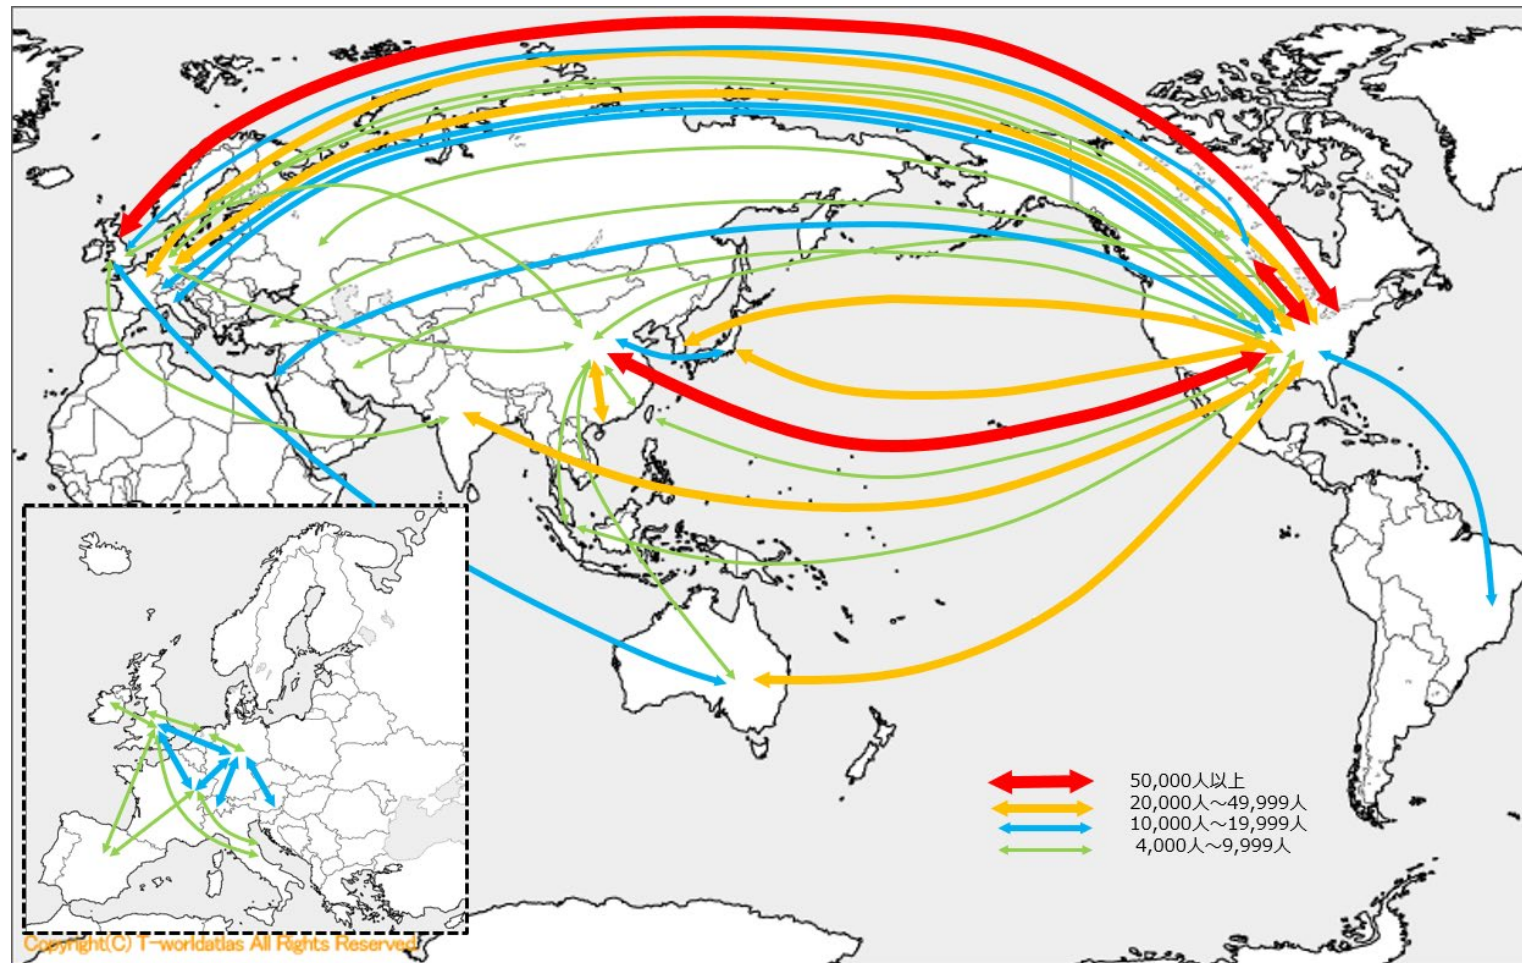 50,000人以上
20,000人～49,999人
10,000人～19,999人
4,000人～9,999人
Copyright(C) T-worldatlas All Rights Reserved